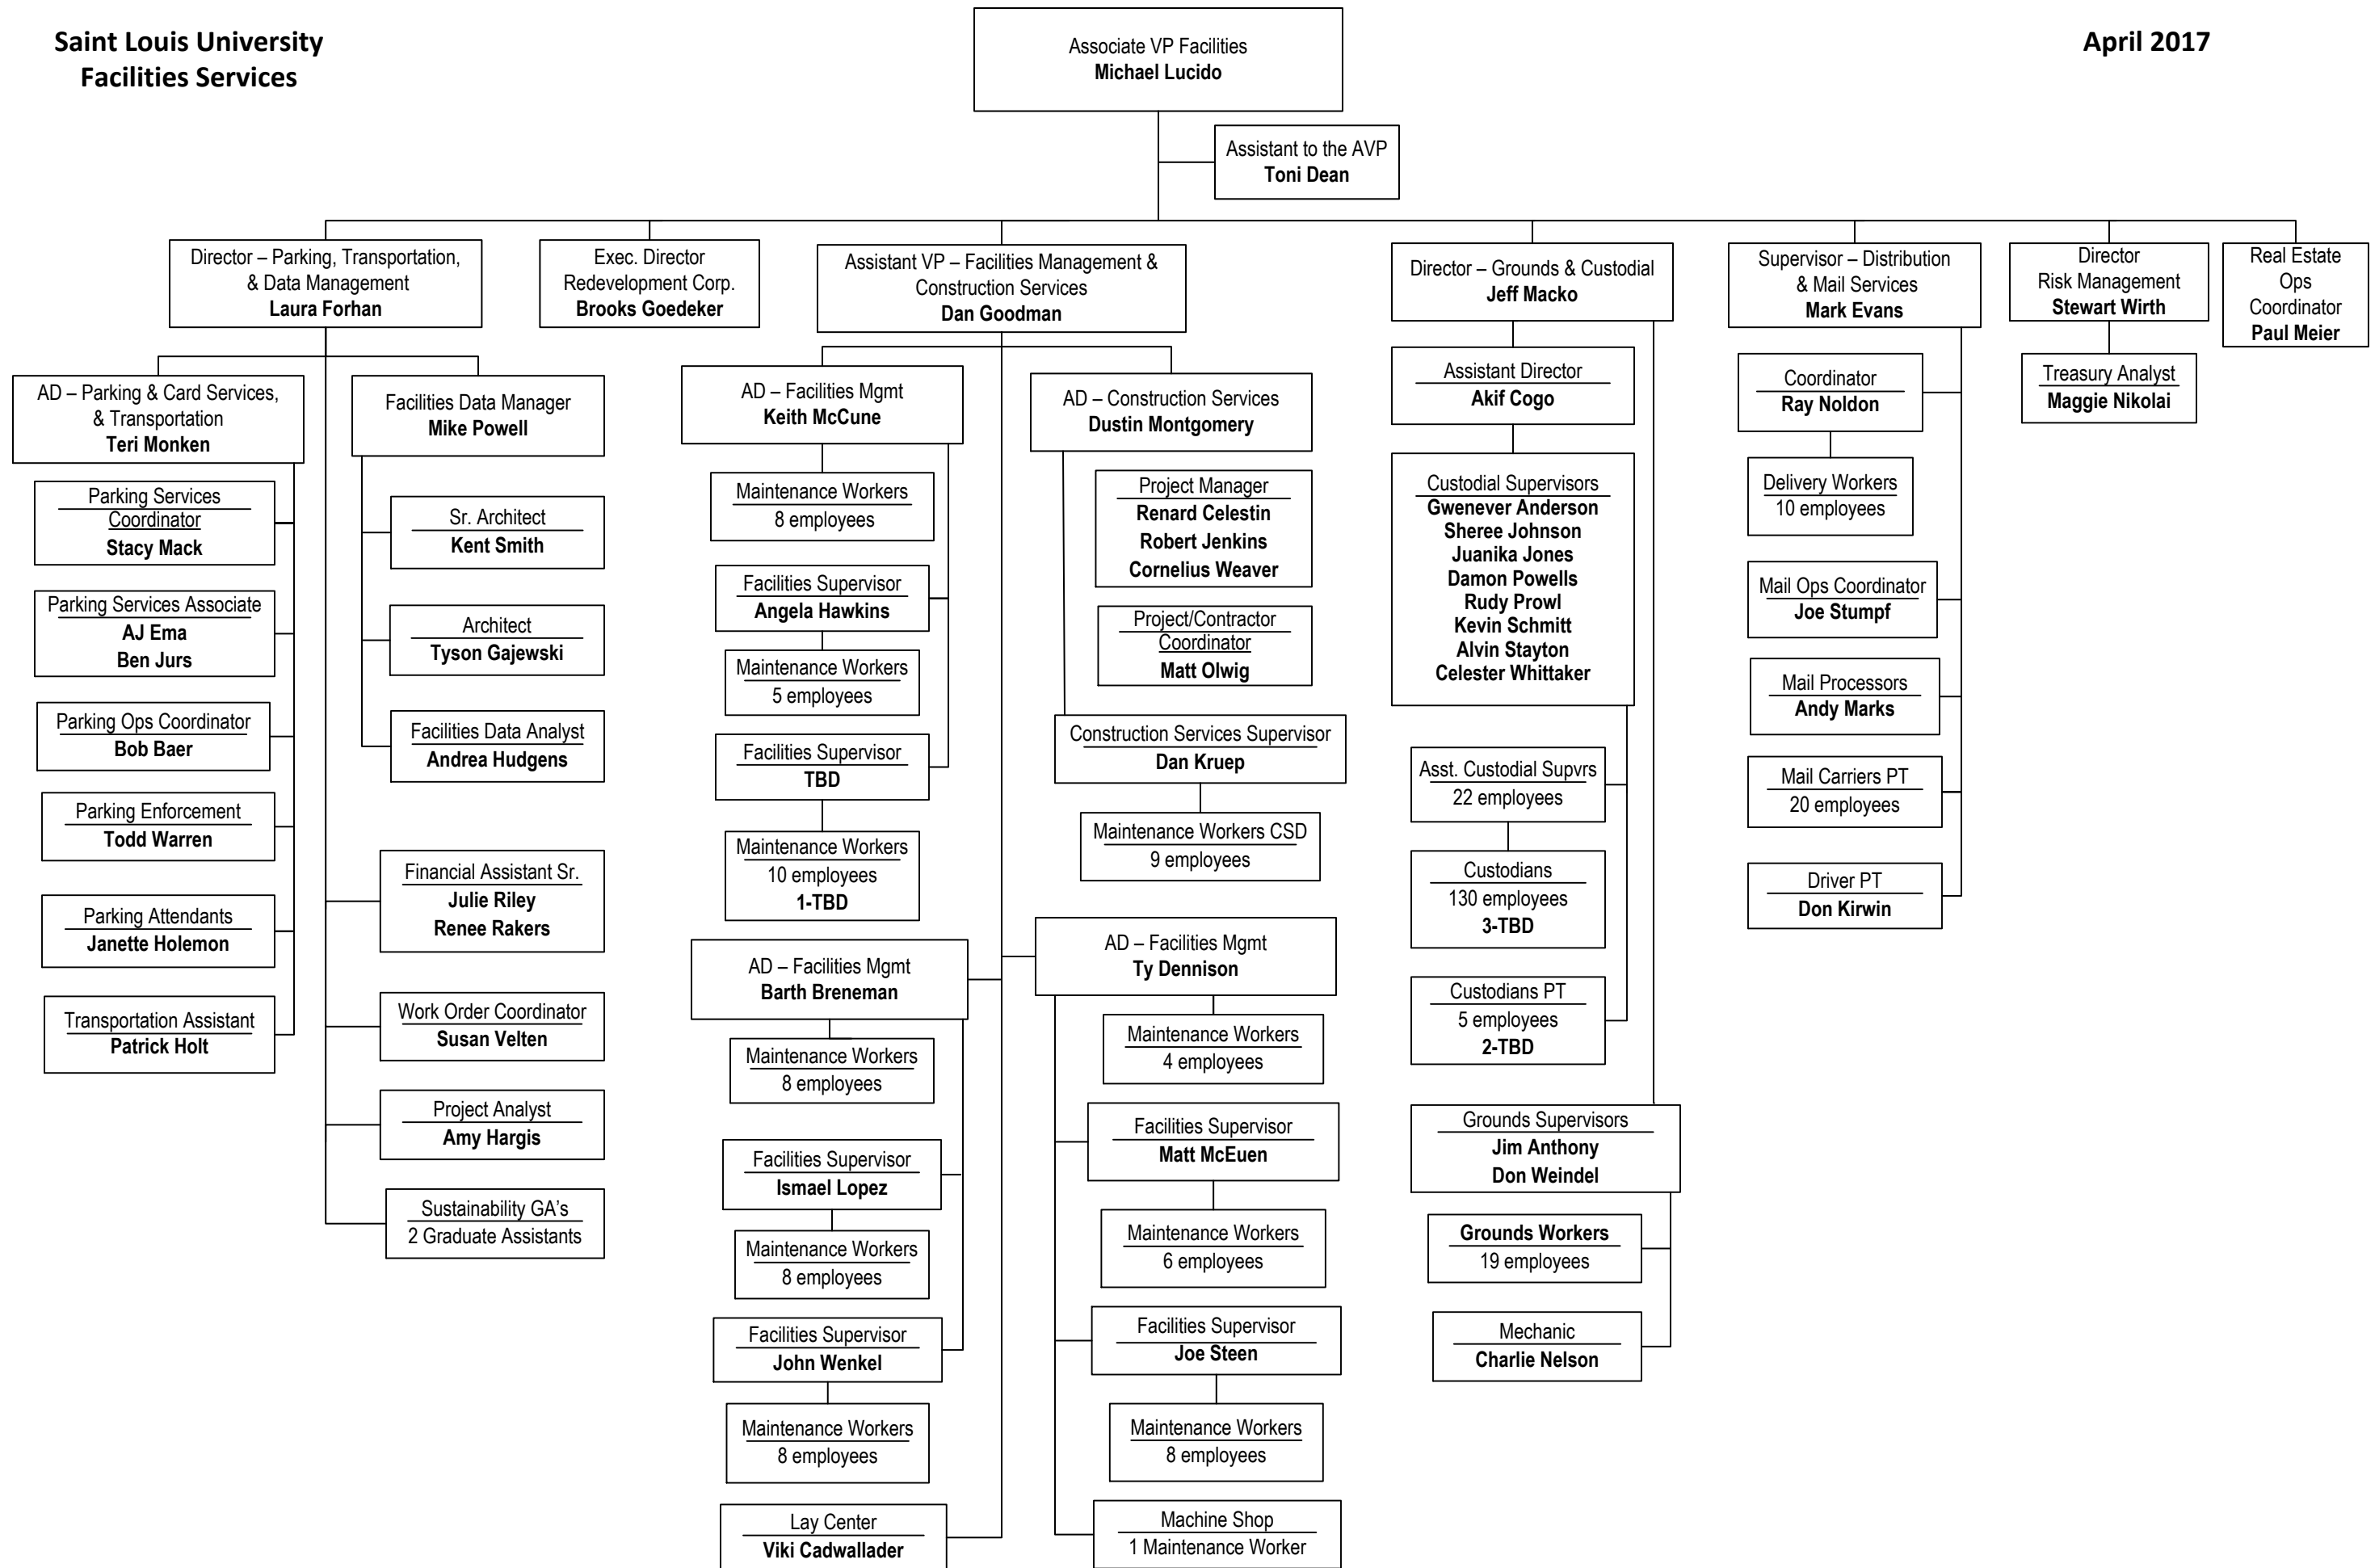 Saint Louis University
Facilities Services
April 2017
Associate VP Facilities
Michael Lucido
Assistant to the AVP
Toni Dean
Director – Parking, Transportation,
& Data Management
Laura Forhan
Exec. Director
Redevelopment Corp.
Brooks Goedeker
Assistant VP – Facilities Management &
Construction Services
Dan Goodman
Director – Grounds & Custodial
Jeff Macko
Supervisor – Distribution
& Mail Services
Mark Evans
Director
Risk Management
Stewart Wirth
Real Estate
Ops
Coordinator
Paul Meier
AD – Parking & Card Services,
& Transportation
Teri Monken
Parking Services
Coordinator
Stacy Mack
Parking Services Associate
AJ Ema
Ben Jurs
Parking Ops Coordinator
Bob Baer
Parking Enforcement
Todd Warren
Parking Attendants
Janette Holemon
Transportation Assistant
Patrick Holt
Facilities Data Manager
Mike Powell
Sr. Architect
Kent Smith
Architect
Tyson Gajewski
Facilities Data Analyst
Andrea Hudgens
Financial Assistant Sr.
Julie Riley
Renee Rakers
Work Order Coordinator
Susan Velten
Project Analyst
Amy Hargis
Sustainability GA’s
2 Graduate Assistants
AD – Facilities Mgmt
Keith McCune
Maintenance Workers
8 employees
Facilities Supervisor
Angela Hawkins
Maintenance Workers
5 employees
Facilities Supervisor
TBD
Maintenance Workers
10 employees
1-TBD
AD – Facilities Mgmt
Barth Breneman
Maintenance Workers
8 employees
Facilities Supervisor
Ismael Lopez
Maintenance Workers
8 employees
Facilities Supervisor
John Wenkel
Maintenance Workers
8 employees
Lay Center
Viki Cadwallader
AD – Construction Services
Dustin Montgomery
Project Manager
Renard Celestin
Robert Jenkins
Cornelius Weaver
Project/Contractor
Coordinator
Matt Olwig
Construction Services Supervisor
Dan Kruep
Maintenance Workers CSD
9 employees
AD – Facilities Mgmt
Ty Dennison
Maintenance Workers
4 employees
Facilities Supervisor
Matt McEuen
Maintenance Workers
6 employees
Facilities Supervisor
Joe Steen
Maintenance Workers
8 employees
Machine Shop
1 Maintenance Worker
Assistant Director
Akif Cogo
Custodial Supervisors
Gwenever Anderson
Sheree Johnson
Juanika Jones
Damon Powells
Rudy Prowl
Kevin Schmitt
Alvin Stayton
Celester Whittaker
Asst. Custodial Supvrs
22 employees
Custodians
130 employees
3-TBD
Custodians PT
5 employees
2-TBD
Grounds Supervisors
Jim Anthony
Don Weindel
Grounds Workers
19 employees
Mechanic
Charlie Nelson
Coordinator
Ray Noldon
Delivery Workers
10 employees
Mail Ops Coordinator
Joe Stumpf
Mail Processors
Andy Marks
Mail Carriers PT
20 employees
Driver PT
Don Kirwin
Treasury Analyst
Maggie Nikolai